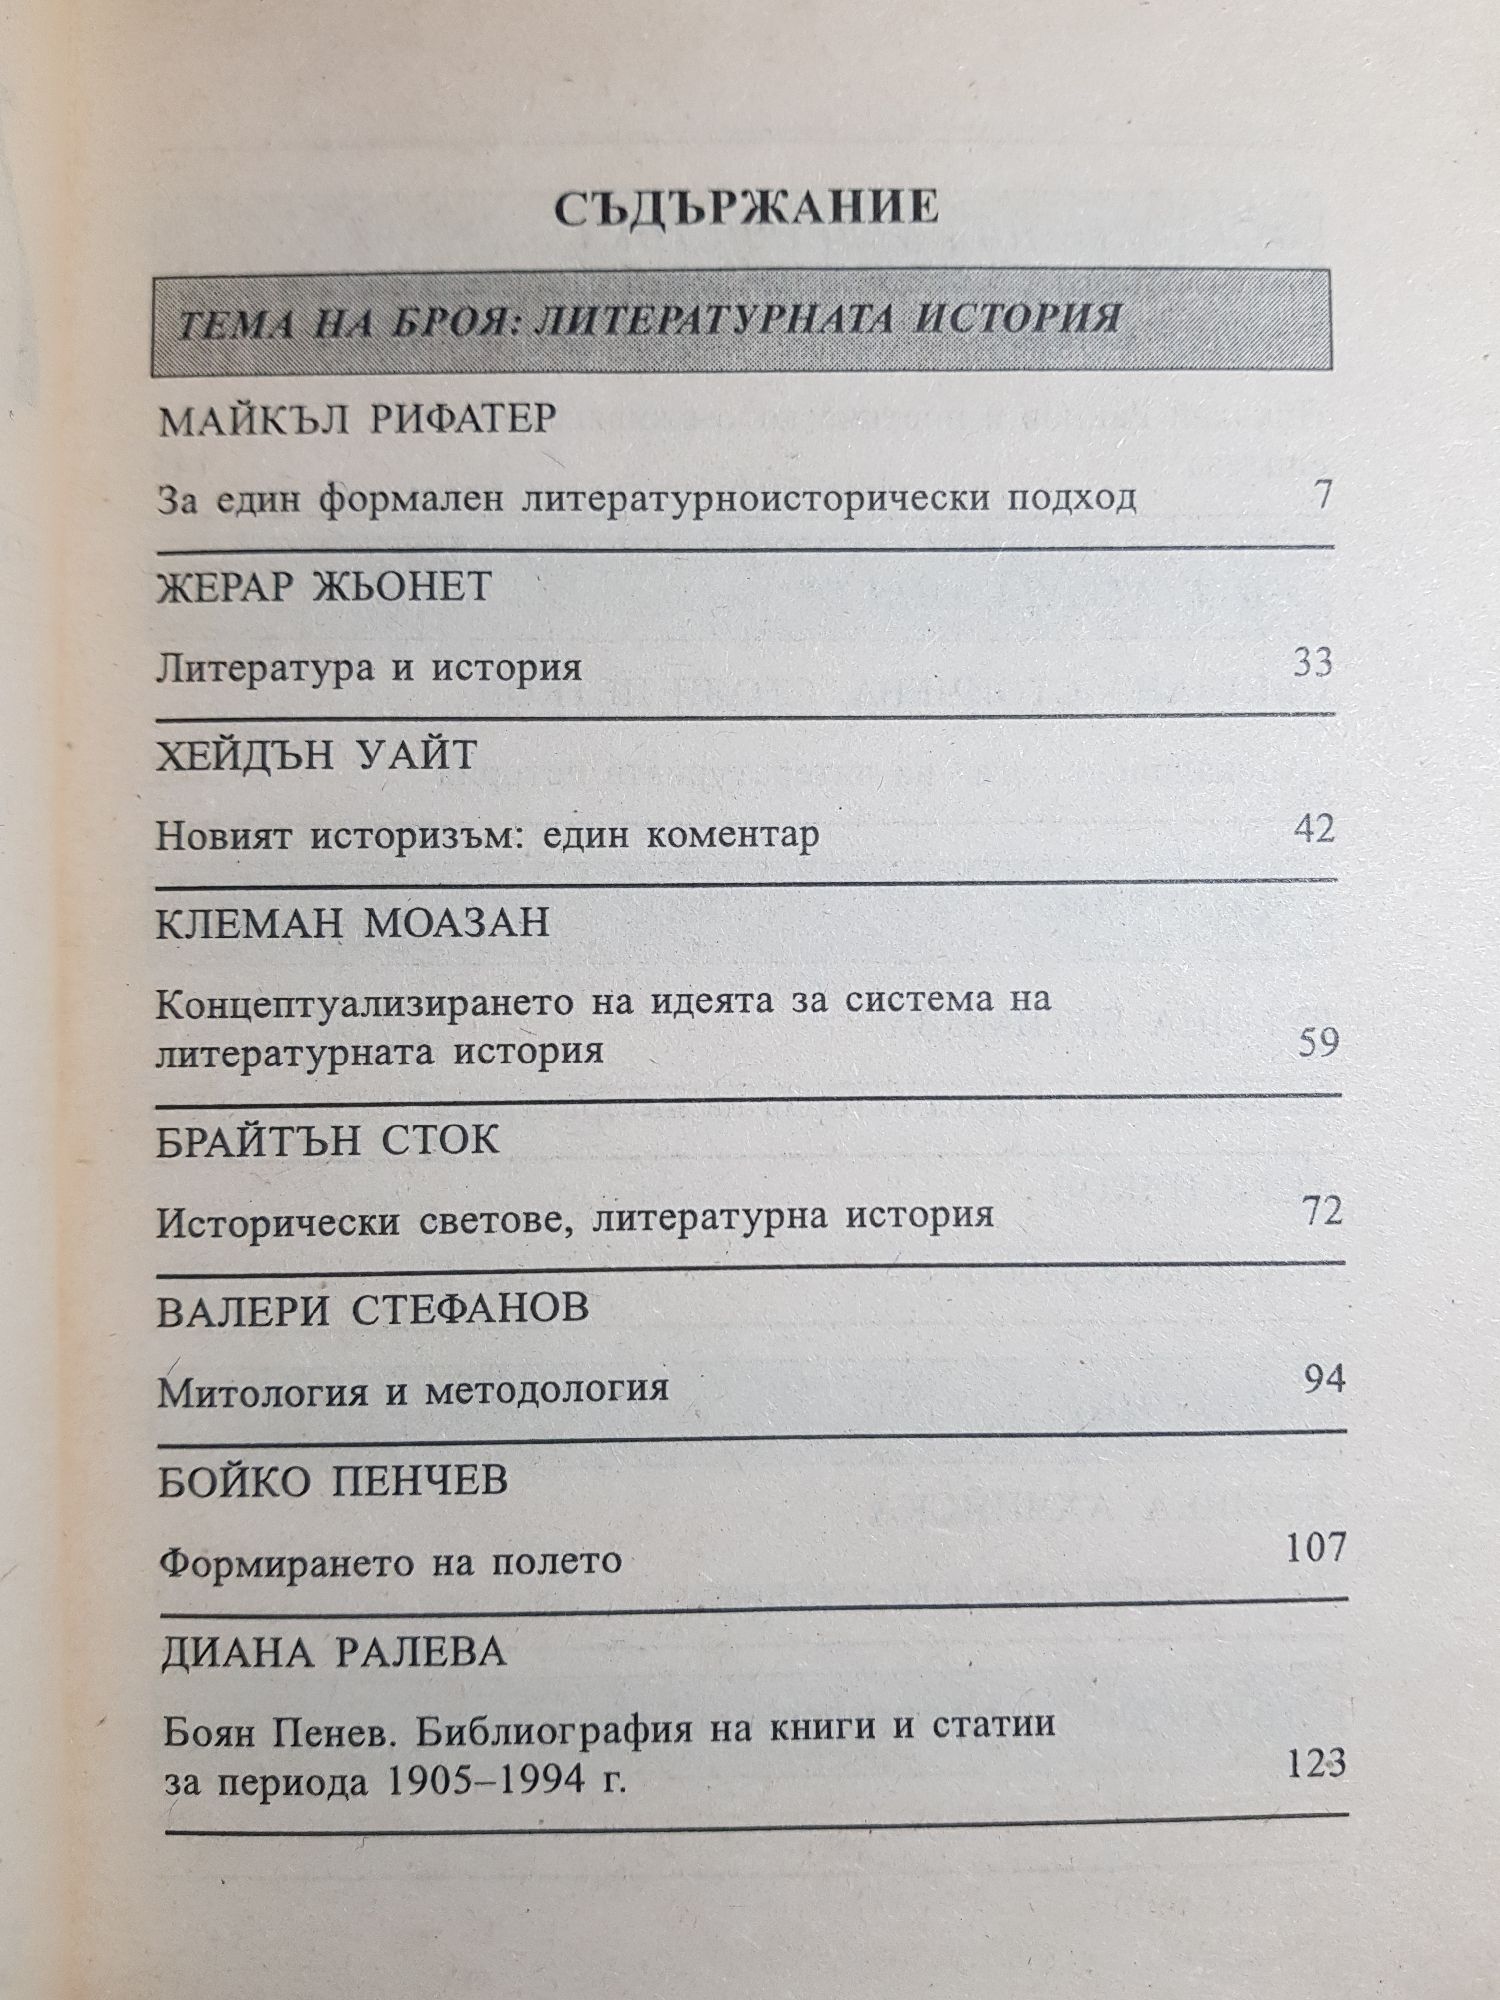 СЪДЪРЖАНИЕ
ТЕМА НА БРОЯ: ЛИТЕРАТУРНАТА ИСТОРИЯ
МАЙКЪЛ РИФАТЕР
За един формален литературноисторически подход 7
ЖЕРАР ЖЬОНЕТ
Литература и история 33
ХЕЙДЪН УАЙТ
Новият историзъм: един коментар 42
КЛЕМАН МОАЗАН
Концептуализирането на идеята за система на
литературната история 59
БРАЙТЪН СТОК
Исторически светове, литературна история 72
ВАЛЕРИ СТЕФАНОВ
Митология и методология 94
БОЙКО ПЕНЧЕВ
Формирането на полето 107
ДИАНА РАЛЕВА
Боян Пенев. Библиография на книги и статии
за периода 1905–1994 г. 123